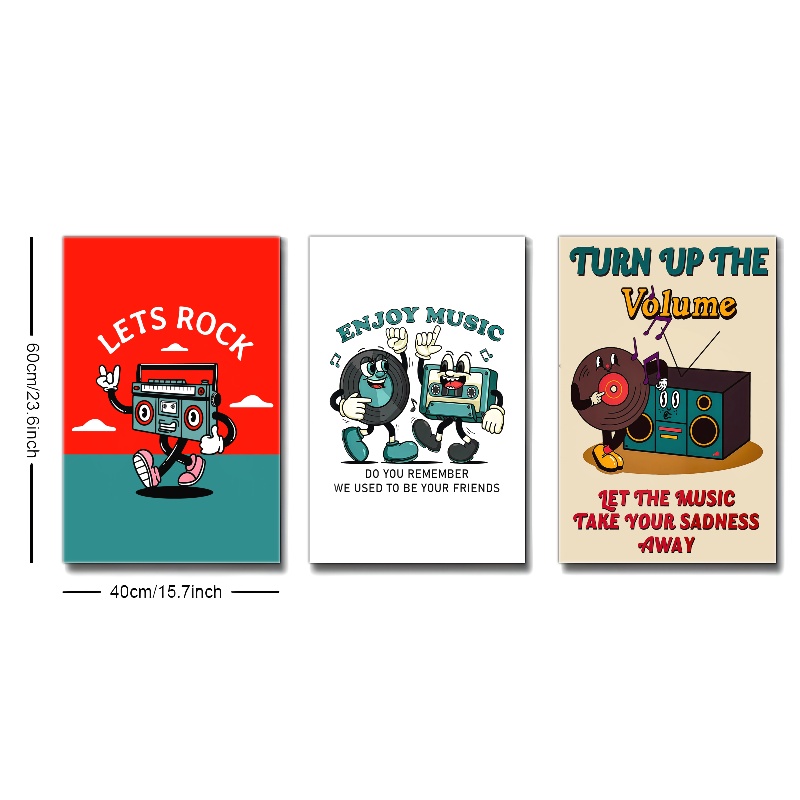 LETS ROCK
ENJOY MUSIC
DO YOU REMEMBER
WE USED TO BE YOUR FRIENDS
TURN UP THE
Volume
LET THE MUSIC
TAKE YOUR SADNESS
AWAY
60cm/23.6inch
40cm/15.7inch